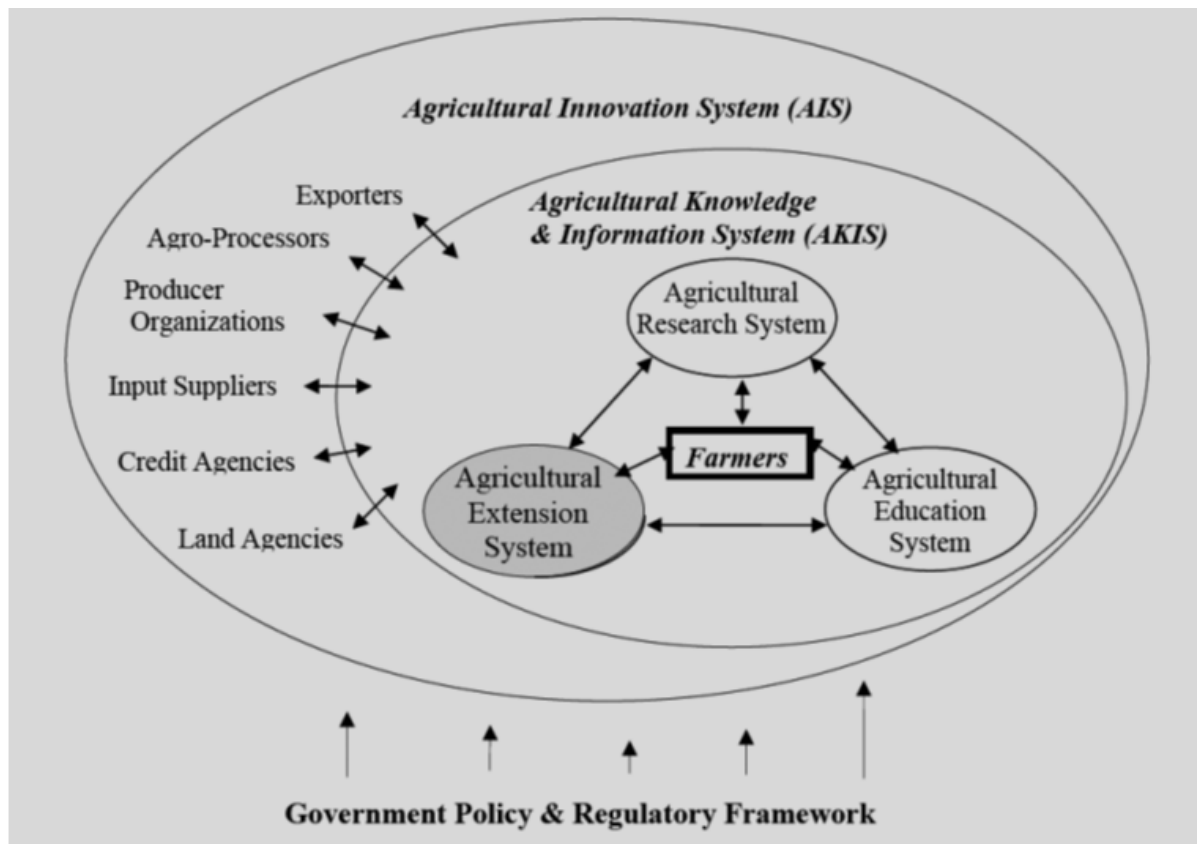 Agricultural Innovation System (AIS)
Exporters
Agricultural Knowledge
& Information System (AKIS)
Agro-Processors
Producer
Organizations
Input Suppliers
Credit Agencies
Land Agencies
Agricultural
Research System
Farmers
Agricultural
Extension
System
Agricultural
Education
System
Government Policy & Regulatory Framework